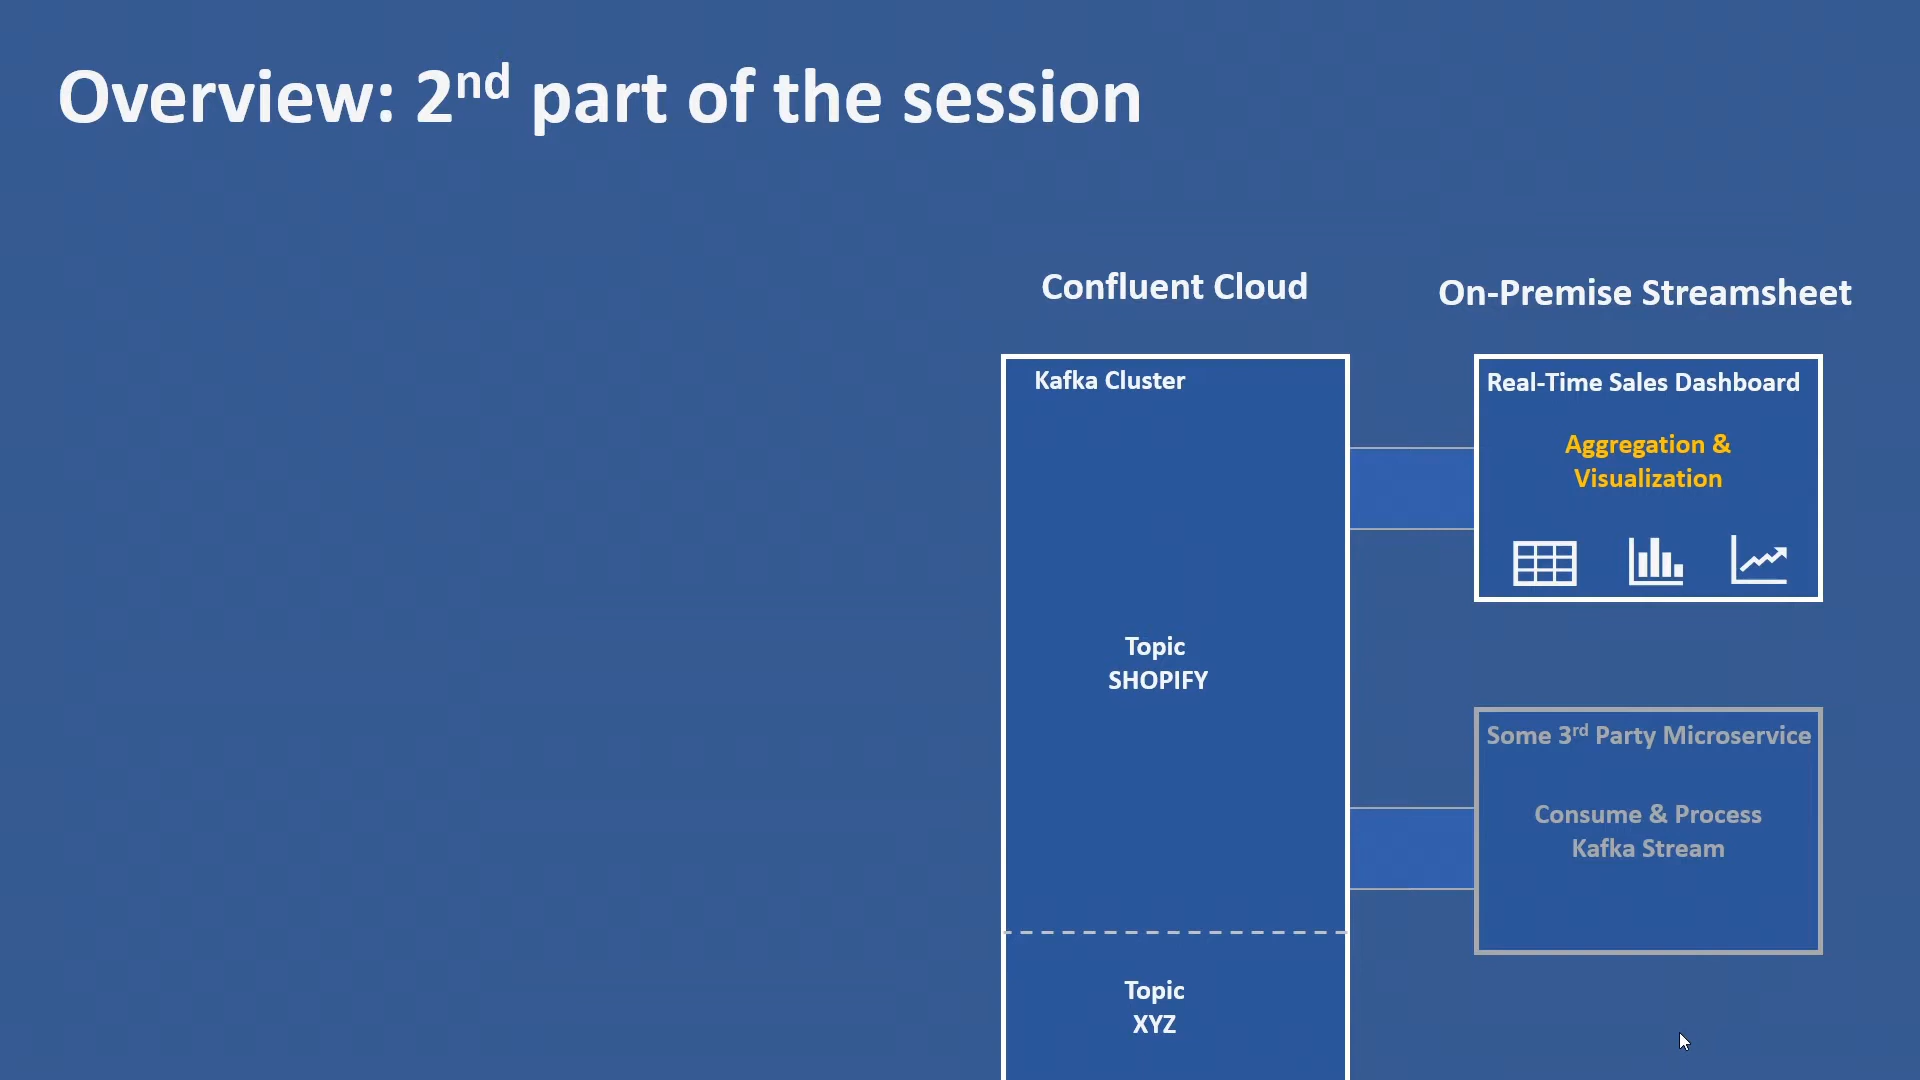 Overview: 2nd part of the session
Confluent Cloud
On-Premise Streamsheet
Kafka Cluster
Topic
SHOPIFY
Topic
XYZ
Real-Time Sales Dashboard
Aggregation &
Visualization
Some 3rd Party Microservice
Consume & Process
Kafka Stream